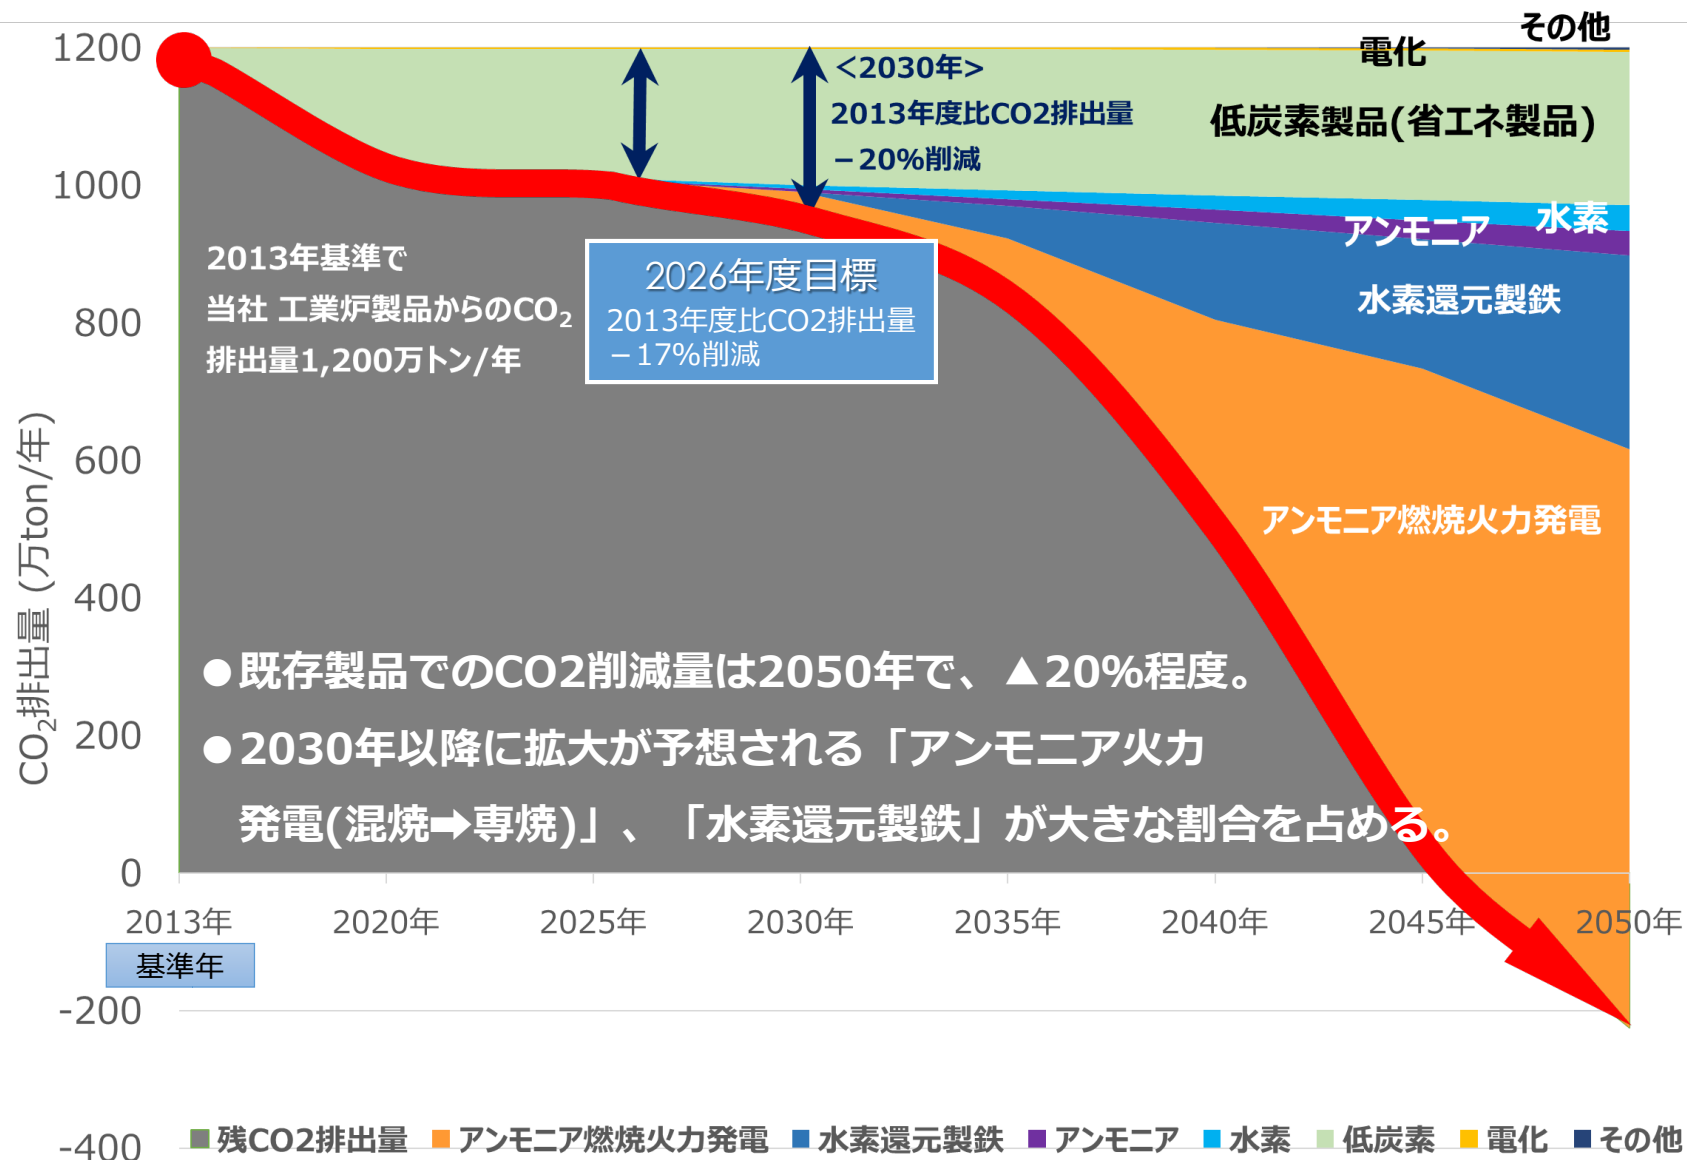 その他
電化
低炭素製品(省エネ製品)
<2030年>
2013年度比CO2排出量
－20%削減
水素
アンモニア
水素還元製鉄
アンモニア燃焼火力発電
2013年基準で
当社 工業炉製品からのCO₂
排出量1,200万トン/年
2026年度目標
2013年度比CO2排出量
－17%削減
●既存製品でのCO2削減量は2050年で、▲20%程度。
●2030年以降に拡大が予想される「アンモニア火力
発電(混焼➡専焼)」、「水素還元製鉄」が大きな割合を占める。
CO₂排出量 (万ton/年)
1200
1000
800
600
400
200
0
-200
-400
2013年 2020年 2025年 2030年 2035年 2040年 2045年 2050年
基準年
残CO2排出量 アンモニア燃焼火力発電 水素還元製鉄 アンモニア 水素 低炭素 電化 その他